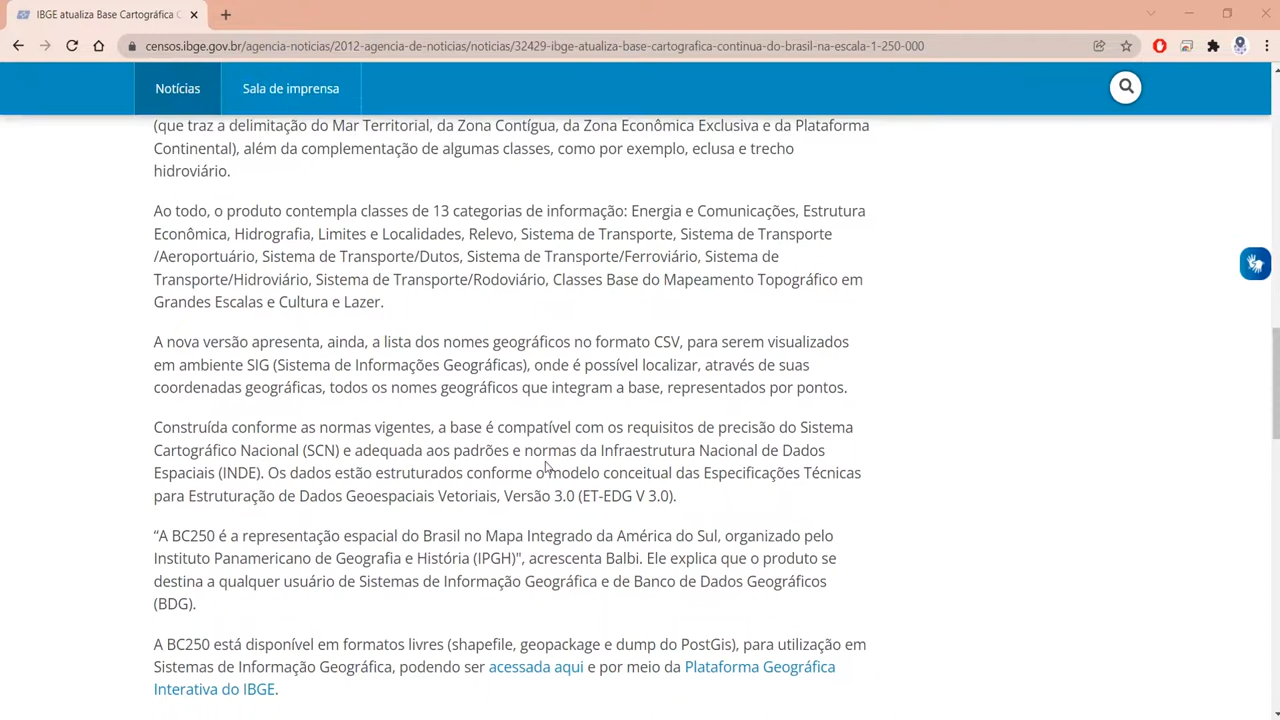 IBGE atualiza Base Cartográfica C
censos.ibge.gov.br/agencia-noticias/2012-agencia-de-noticias/noticias/32429-ibge-atualiza-base-cartografica-continua-do-brasil-na-escala-1-250-000
Notícias
Sala de imprensa
(que traz a delimitação do Mar Territorial, da Zona Contígua, da Zona Econômica Exclusiva e da Plataforma
Continental), além da complementação de algumas classes, como por exemplo, eclusa e trecho
hidroviário.
Ao todo, o produto contempla classes de 13 categorias de informação: Energia e Comunicações, Estrutura
Econômica, Hidrografia, Limites e Localidades, Relevo, Sistema de Transporte, Sistema de Transporte
/Aeroportuário, Sistema de Transporte/Dutos, Sistema de Transporte/Ferroviário, Sistema de
Transporte/Hidroviário, Sistema de Transporte/Rodoviário, Classes Base do Mapeamento Topográfico em
Grandes Escalas e Cultura e Lazer.
A nova versão apresenta, ainda, a lista dos nomes geográficos no formato CSV, para serem visualizados
em ambiente SIG (Sistema de Informações Geográficas), onde é possível localizar, através de suas
coordenadas geográficas, todos os nomes geográficos que integram a base, representados por pontos.
Construída conforme as normas vigentes, a base é compatível com os requisitos de precisão do Sistema
Cartográfico Nacional (SCN) e adequada aos padrões e normas da Infraestrutura Nacional de Dados
Espaciais (INDE). Os dados estão estruturados conforme o modelo conceitual das Especificações Técnicas
para Estruturação de Dados Geoespaciais Vetoriais, Versão 3.0 (ET-EDG V 3.0).
“A BC250 é a representação espacial do Brasil no Mapa Integrado da América do Sul, organizado pelo
Instituto Panamericano de Geografia e História (IPGH)", acrescenta Balbi. Ele explica que o produto se
destina a qualquer usuário de Sistemas de Informação Geográfica e de Banco de Dados Geográficos
(BDG).
A BC250 está disponível em formatos livres (shapefile, geopackage e dump do PostGis), para utilização em
Sistemas de Informação Geográfica, podendo ser acessada aqui e por meio da Plataforma Geográfica
Interativa do IBGE.